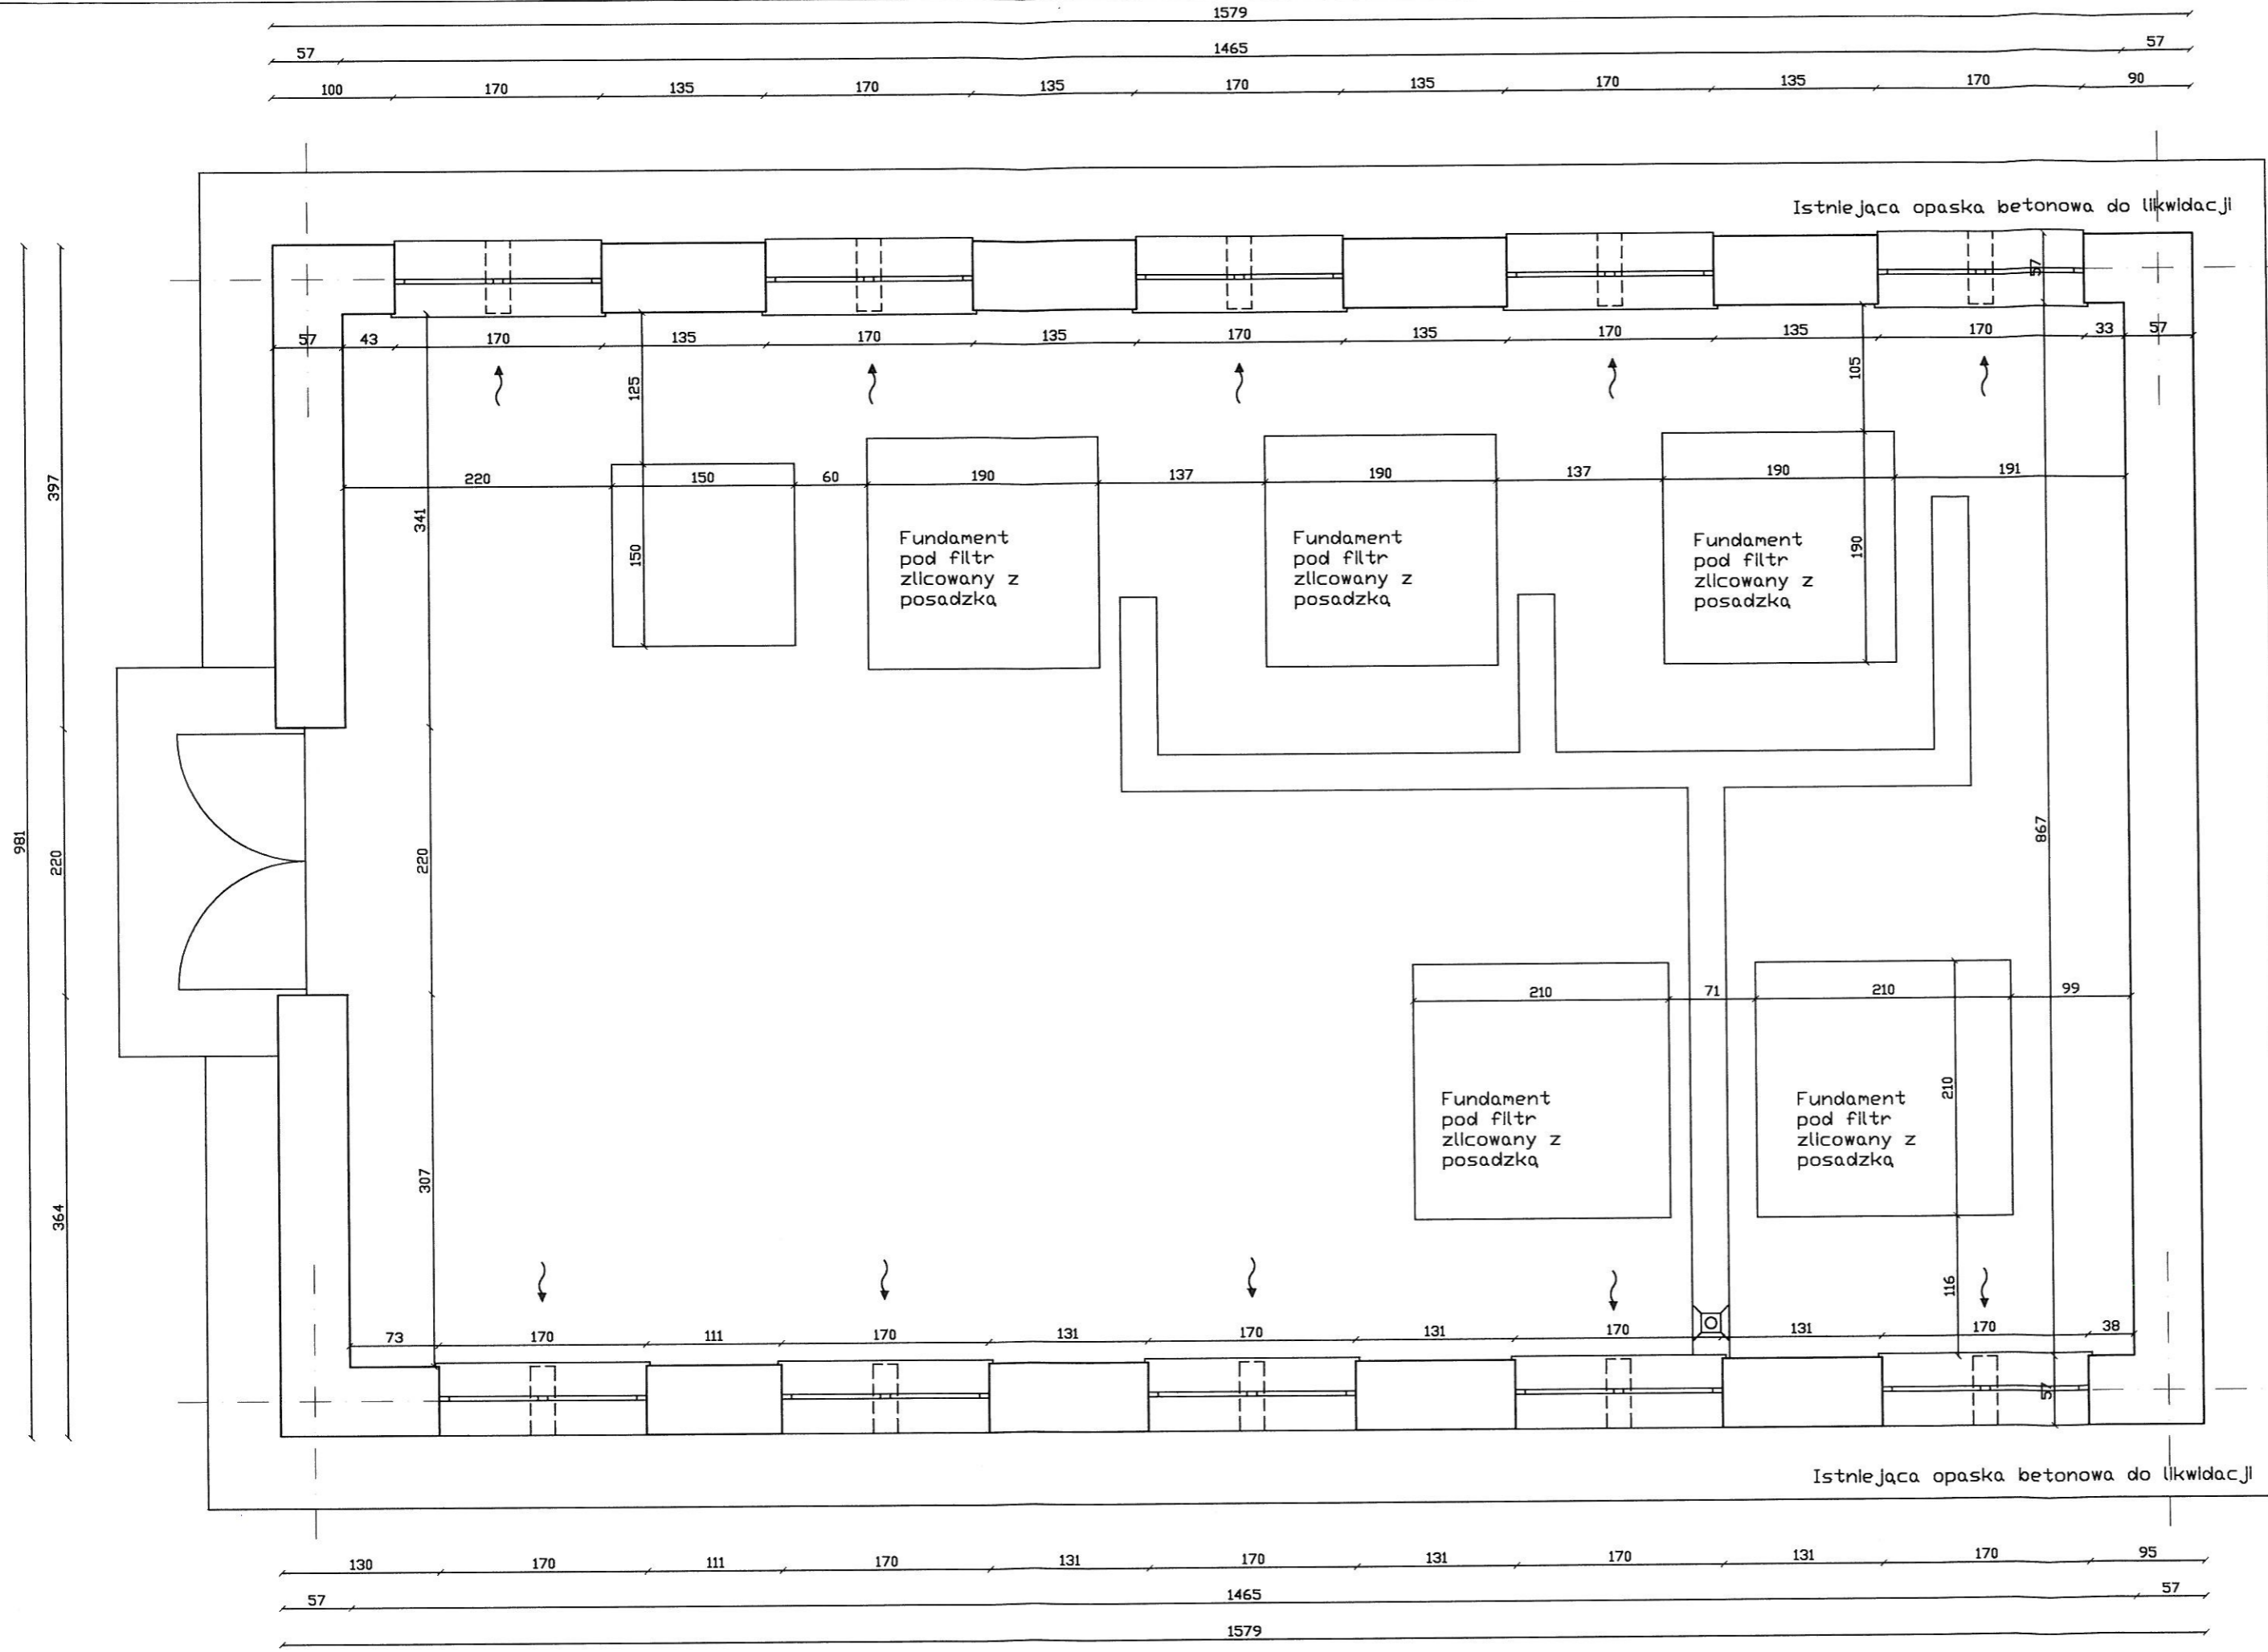 1579
57 1465 57
100 170 135 170 135 170 135 170 135 170 90
Istniejąca opaska betonowa do likwidacji
57
57 43 170 135 170 135 170 135 170 135 170 33 57
125
105
397
341
220 150 60 190 137 190 137 190 191
150
190
Fundament
pod filtr
zlicowany z
posadzką
Fundament
pod filtr
zlicowany z
posadzką
Fundament
pod filtr
zlicowany z
posadzką
981
220
220
867
210 71 210 99
210
Fundament
pod filtr
zlicowany z
posadzką
Fundament
pod filtr
zlicowany z
posadzką
364
307
116
73 170 111 170 131 170 131 170 131 170 38
57
Istniejąca opaska betonowa do likwidacji
130 170 111 170 131 170 131 170 131 170 95
57 1465 57
1579